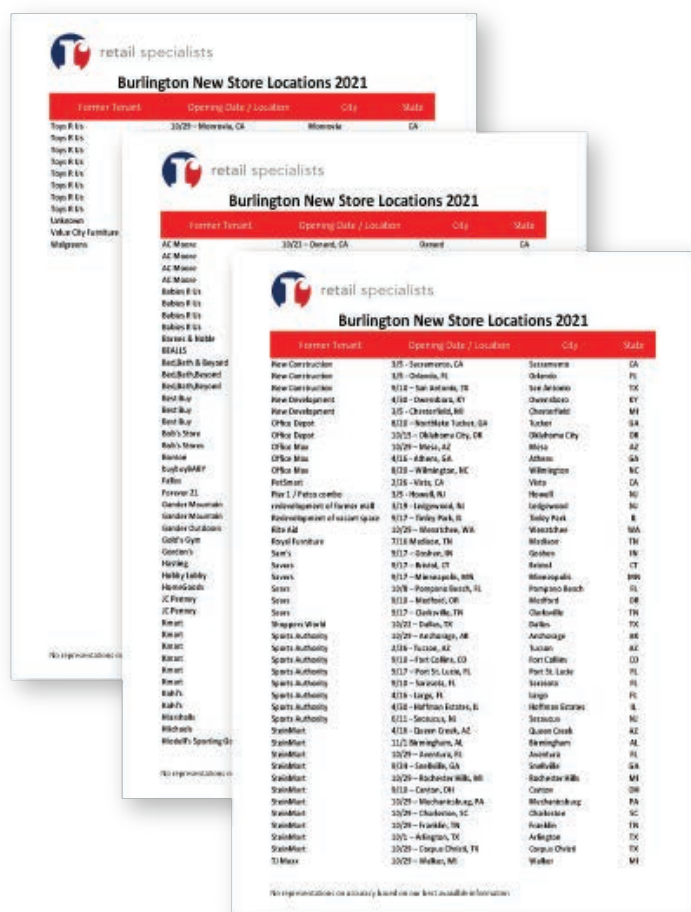 retail specialists
Burlington New Store Locations 2021
Former Tenant Opening Date / Location City State
Toys R Us 10/29 – Monrovia, CA Monrovia CA
Toys R Us
Toys R Us
Toys R Us
Toys R Us
Toys R Us
Toys R Us
Toys R Us
Unknown
Value City Furniture
Walgreens
No representations on
retail specialists
Burlington New Store Locations 2021
Former Tenant Opening Date / Location City State
AC Moore 10/22 – Oxnard, CA Oxnard CA
AC Moore
AC Moore
AC Moore
Babies R Us
Babies R Us
Babies R Us
Babies R Us
Barnes & Noble
BEALLS
Bed,Bath & Beyond
Bed,Bath,Beyond
Bed,Bath,Beyond
Best Buy
Best Buy
Best Buy
Bob's Store
Bob's Stores
Bonton
buybuyBABY
Fallas
Forever 21
Gander Mountain
Gander Mountain
Gander Outdoors
Gold's Gym
Gordon's
Hasting
Hobby Lobby
HomeGoods
JC Penney
JC Penney
Kmart
Kmart
Kmart
Kmart
Kmart
Kmart
Kohl's
Kohl's
Marshalls
Michaels
Modell's Sporting Go
No representations o
retail specialists
Burlington New Store Locations 2021
Former Tenant Opening Date / Location City State
New Construction 3/5 - Sacramento, CA Sacramento CA
New Construction 3/5 - Orlando, FL Orlando FL
New Construction 9/10 – San Antonio, TX San Antonio TX
New Development 4/30 - Owensboro, KY Owensboro KY
New Development 3/5 - Chesterfield, MI Chesterfield MI
Office Depot 8/20 – Northlake Tucker, GA Tucker GA
Office Depot 10/15 – Oklahoma City, OK Oklahoma City OK
Office Max 10/29 – Mesa, AZ Mesa AZ
Office Max 4/16 - Athens, GA Athens GA
Office Max 8/20 – Wilmington, NC Wilmington NC
PetSmart 2/26 - Vista, CA Vista CA
Pier 1 / Petco combo 3/5 - Howell, NJ Howell NJ
redevelopment of former mall 3/19 - Ledgewood, NJ Ledgewood NJ
Redevelopment of vacant space 9/17 – Tinley Park, IL Tinley Park IL
Rite Aid 10/29 – Wenatchee, WA Wenatchee WA
Royal Furniture 7/16 Madison, TN Madison TN
Sam's 9/17 – Goshen, IN Goshen IN
Savers 9/17 – Bristol, CT Bristol CT
Savers 9/17 – Minneapolis, MN Minneapolis MN
Sears 10/8 – Pompano Beach, FL Pompano Beach FL
Sears 9/10 – Medford, OR Medford OR
Sears 9/17 – Clarksville, TN Clarksville TN
Shoppers World 10/22 – Dallas, TX Dallas TX
Sports Authority 10/29 – Anchorage, AK Anchorage AK
Sports Authority 2/26 - Tucson, AZ Tucson AZ
Sports Authority 9/10 – Fort Collins, CO Fort Collins CO
Sports Authority 9/17 – Port St. Lucie, FL Port St. Lucie FL
Sports Authority 9/10 – Sarasota, FL Sarasota FL
Sports Authority 4/16 - Largo, FL Largo FL
Sports Authority 4/30 - Hoffman Estates, IL Hoffman Estates IL
Sports Authority 6/11 - Secaucus, NJ Secaucus NJ
SteinMart 4/16 - Queen Creek, AZ Queen Creek AZ
SteinMart 11/1 Birmingham, AL Birmingham AL
SteinMart 10/29 – Aventura, FL Aventura FL
SteinMart 9/24 – Snellville, GA Snellville GA
SteinMart 10/29 – Rochester Hills, MI Rochester Hills MI
SteinMart 9/10 – Canton, OH Canton OH
SteinMart 10/29 – Mechanicsburg, PA Mechanicsburg PA
SteinMart 10/29 – Charleston, SC Charleston SC
SteinMart 10/29 – Franklin, TN Franklin TN
SteinMart 10/1 – Arlington, TX Arlington TX
SteinMart 10/29 – Corpus Christi, TX Corpus Christi TX
TJ Maxx 10/29 – Walker, MI Walker MI
No representations on accuracy based on our best available information